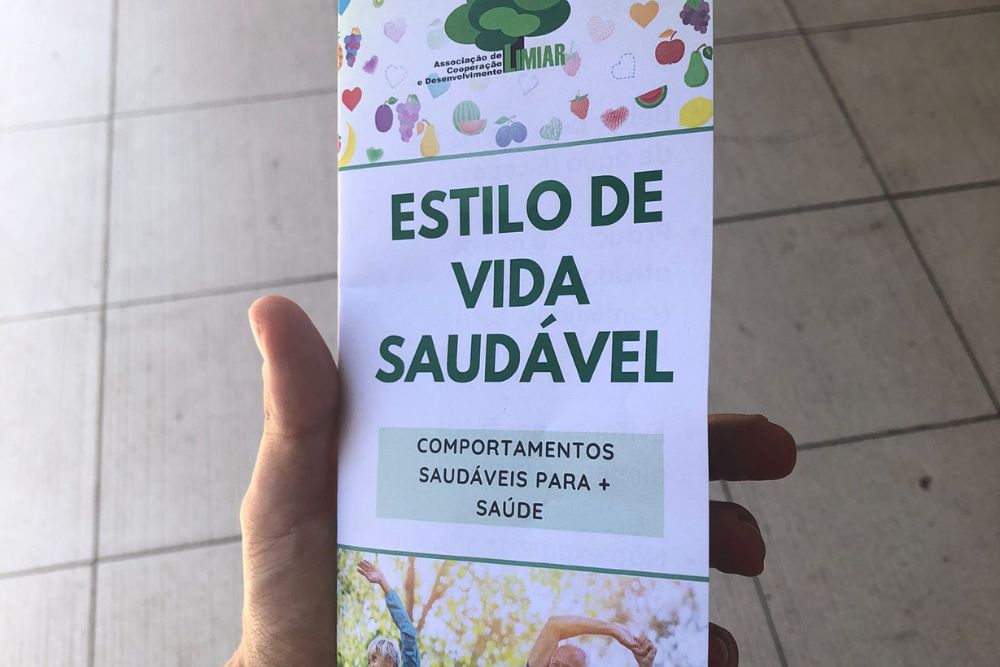 Associação de
Cooperação
e Desenvolvimento
LIMIAR
ESTILO DE
VIDA
SAUDÁVEL
COMPORTAMENTOS
SAUDÁVEIS PARA +
SAÚDE